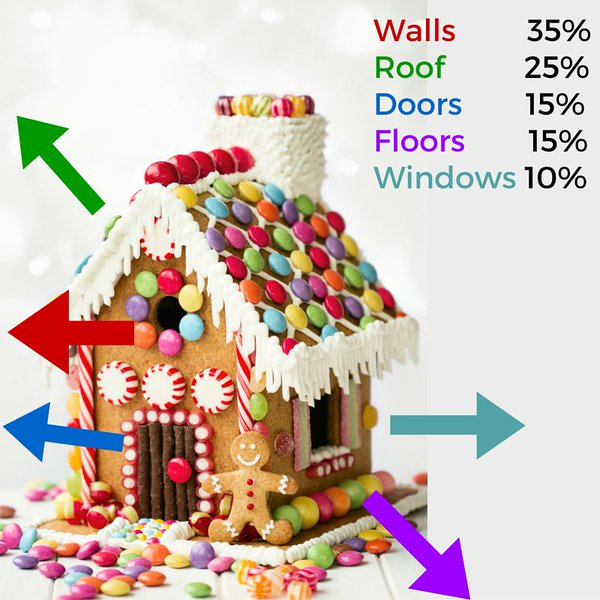 Walls 35%
Roof 25%
Doors 15%
Floors 15%
Windows 10%